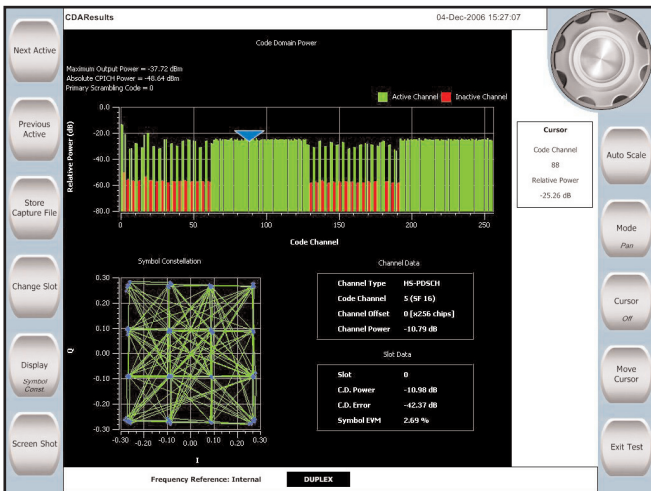 CDAResults
04-Dec-2006 15:27:07
Next Active
Previous
Active
Store
Capture File
Change Slot
Display
Symbol
Const.
Screen Shot
Code Domain Power
Maximum Output Power = -37.72 dBm
Absolute CPICH Power = -48.64 dBm
Primary Scrambling Code = 0
Active Channel
Inactive Channel
Relative Power (dB)
0.0
-20.0
-40.0
-60.0
-80.0
0
50
100
150
200
250
Code Channel
Symbol Constellation
Q
0.30
0.20
0.10
0.00
-0.10
-0.20
-0.30
-0.30
-0.20
-0.10
0.00
0.10
0.20
0.30
I
Channel Data
Channel Type HS-PDSCH
Code Channel 5 (SF 16)
Channel Offset 0 [x256 chips]
Channel Power -10.79 dB
Slot Data
Slot 0
C.D. Power -10.98 dB
C.D. Error -42.37 dB
Symbol EVM 2.69 %
Cursor
Code Channel
88
Relative Power
-25.26 dB
Auto Scale
Mode
Pan
Cursor
Off
Move
Cursor
Exit Test
Frequency Reference: Internal
DUPLEX